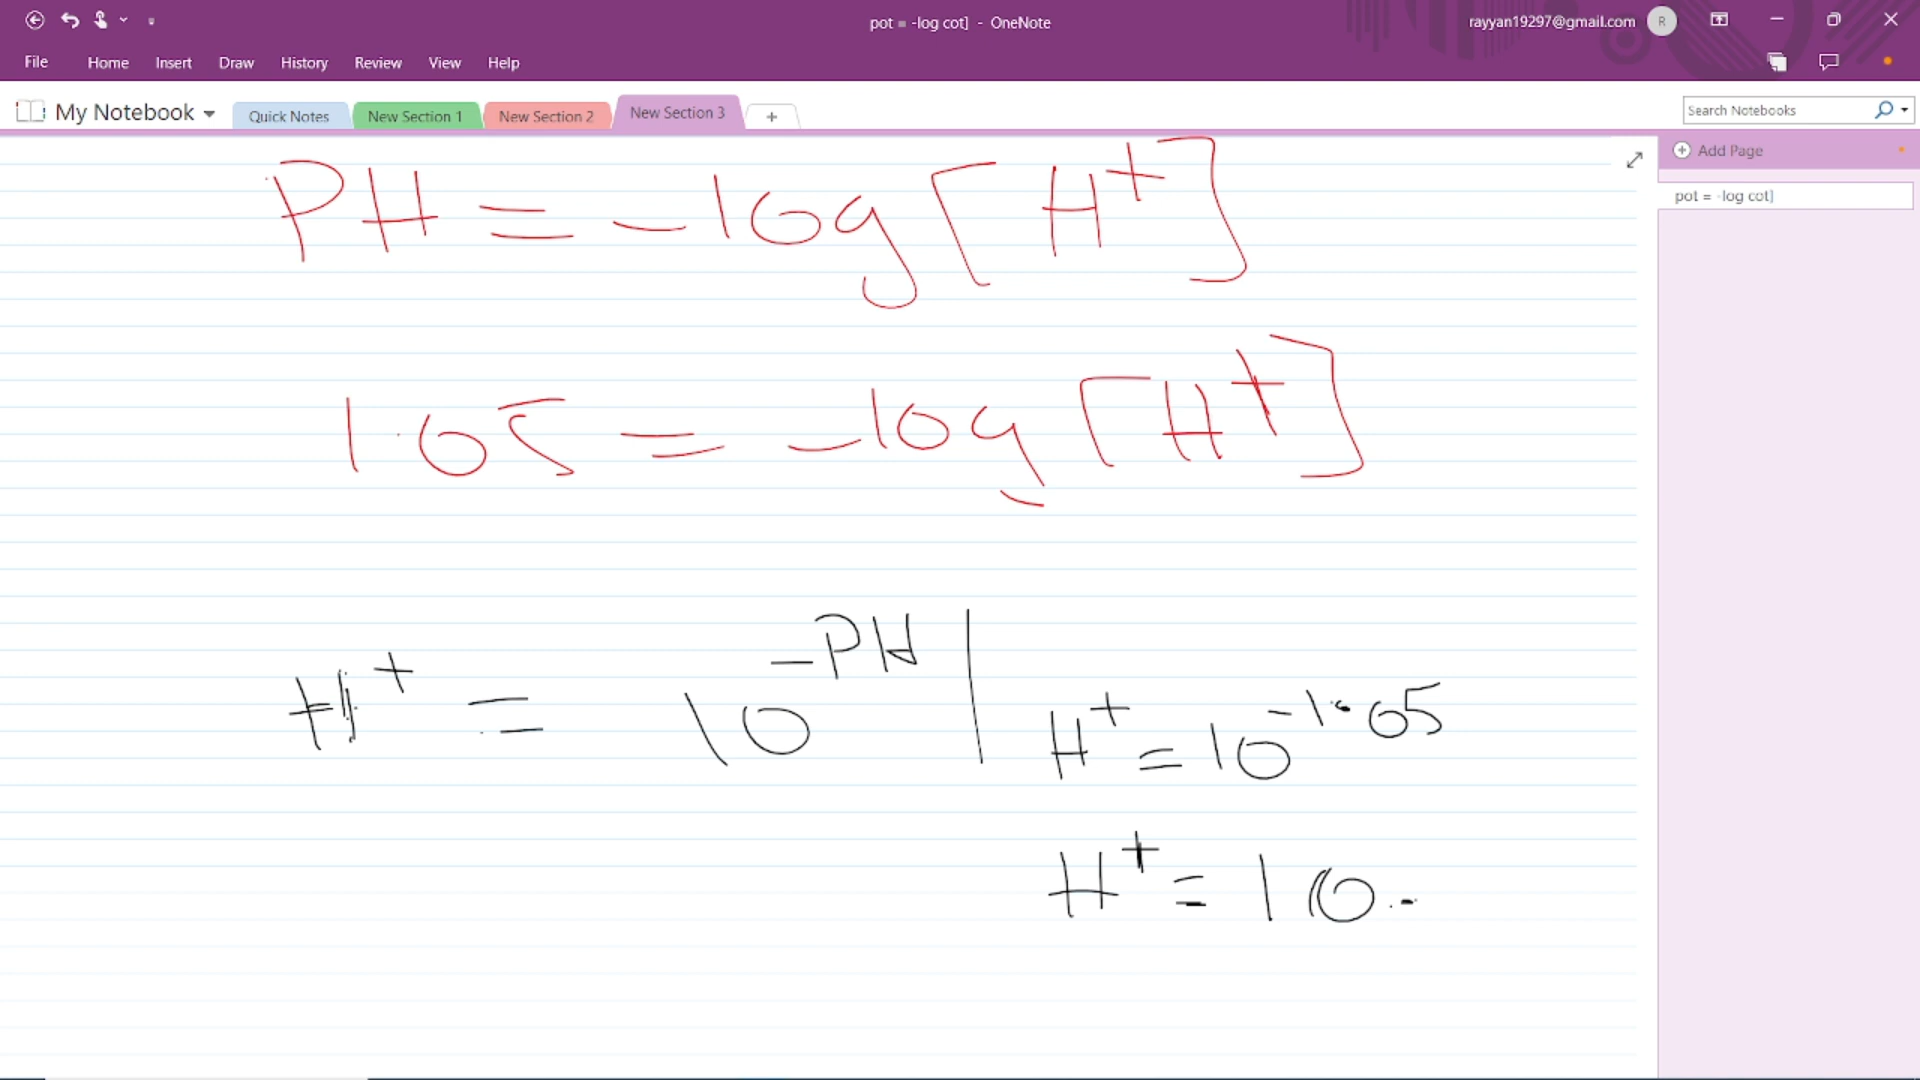 pot = -log cot] - OneNote
rayyan19297@gmail.com
R
File Home Insert Draw History Review View Help
My Notebook
Quick Notes
New Section 1
New Section 2
New Section 3
+
Search Notebooks
Add Page
pot = -log cot]
PH = -log[H+]
1.05 = -log[H+]
H+ = 10^-PH | H+ = 10^-1.05
H+ = 10.-